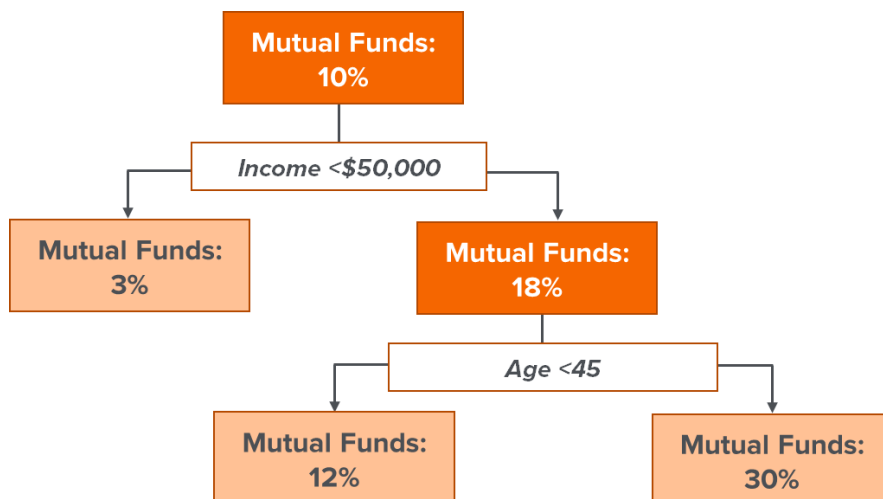 Mutual Funds:
10%
Income <$50,000
Mutual Funds:
3%
Mutual Funds:
18%
Age <45
Mutual Funds:
12%
Mutual Funds:
30%